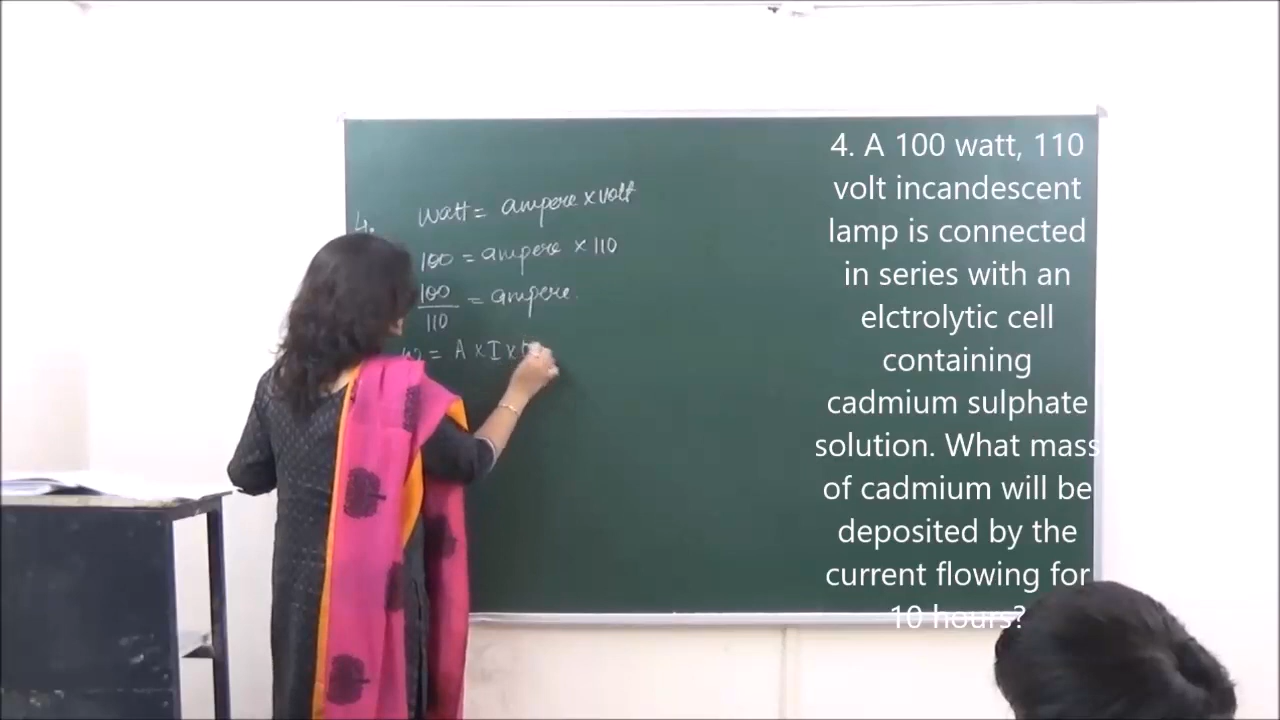 4. watt = ampere x volt
100 = ampere x 110
100
110
= ampere.
= A x I x
4. A 100 watt, 110
volt incandescent
lamp is connected
in series with an
elctrolytic cell
containing
cadmium sulphate
solution. What mass
of cadmium will be
deposited by the
current flowing for
10 hours?